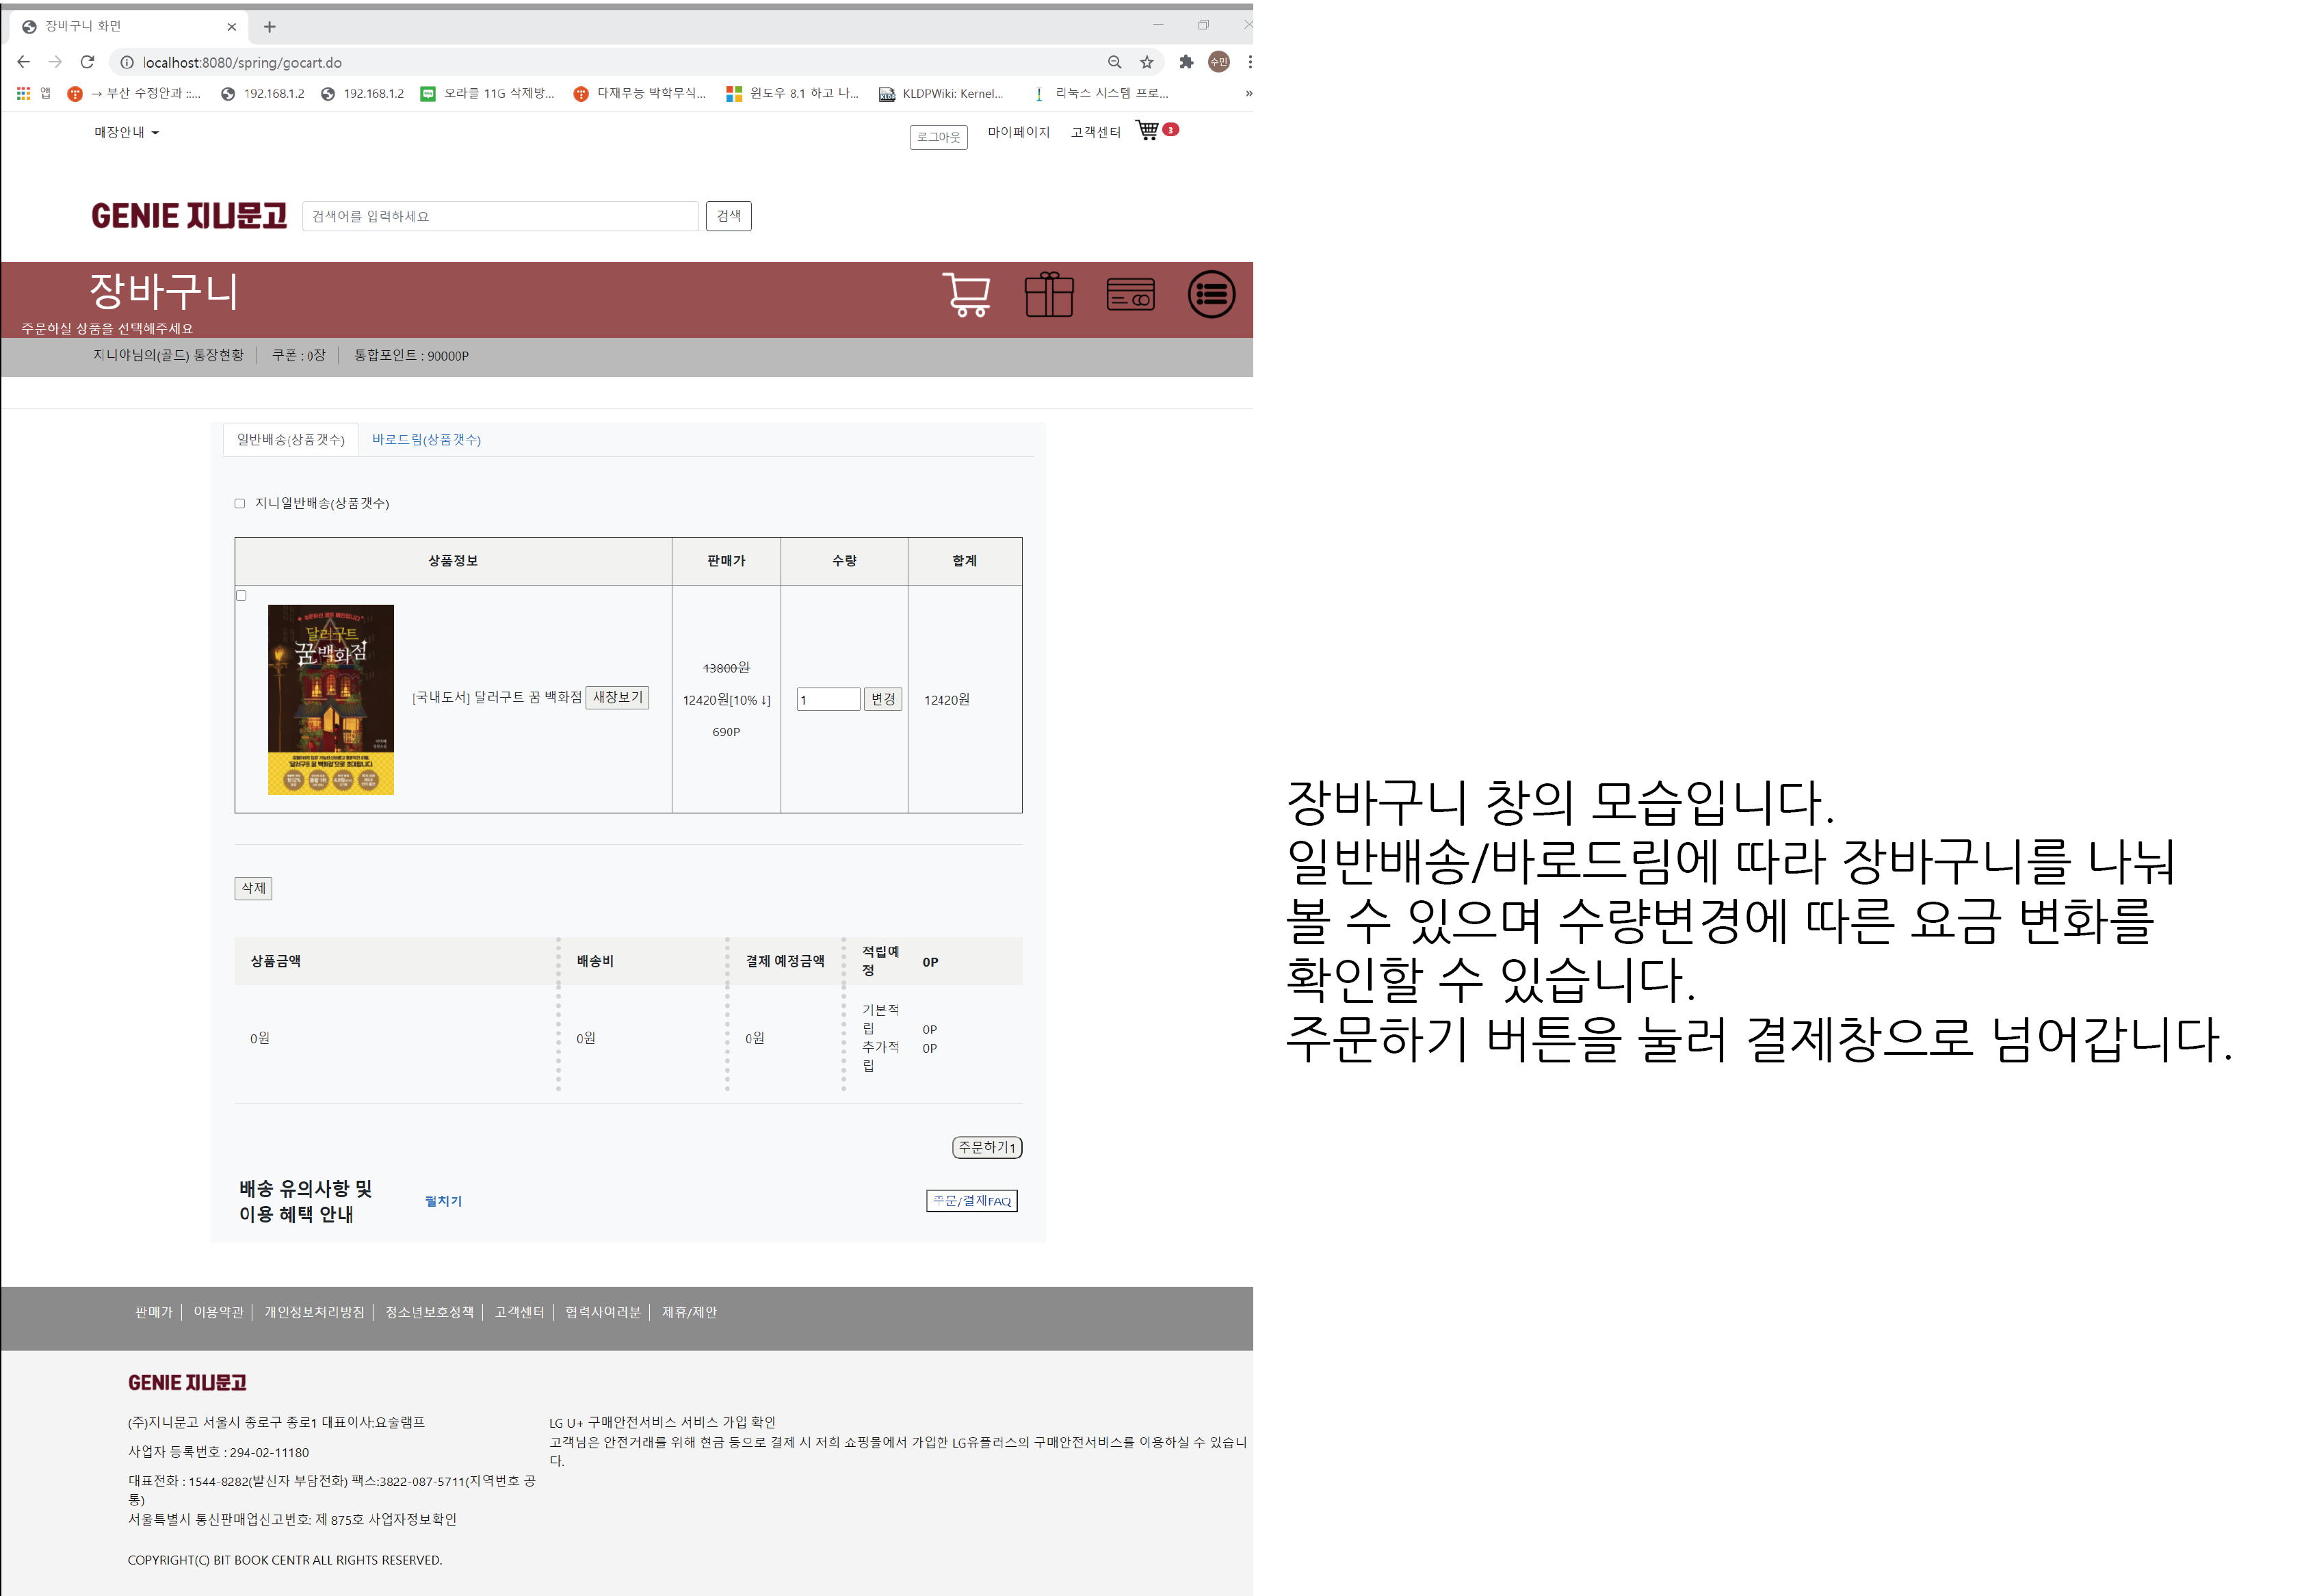 장바구니 화면
localhost:8080/spring/gocart.do
수민
앱
→ 부산 수정안과 ::...
192.168.1.2
192.168.1.2
오라클 11G 삭제방...
다재무능 박학무식...
윈도우 8.1 하고 나...
KLDPWiki: Kernel...
리눅스 시스템 프로...
»
매장안내
로그아웃
마이페이지
고객센터
3
GENIE 지니문고
검색어를 입력하세요
검색
장바구니
주문하실 상품을 선택해주세요
지니야님의(골드) 통장현황
쿠폰 : 0장
통합포인트 : 90000P
일반배송(상품갯수)
바로드림(상품갯수)
지니일반배송(상품갯수)
상품정보
판매가
수량
합계
달러구트
꿈 백화점
[국내도서] 달러구트 꿈 백화점
새창보기
13800원
12420원[10%↓]
690P
1
변경
12420원
삭제
상품금액
배송비
결제 예정금액
적립예
정
0P
0원
0원
0원
기본적
립
추가적
립
0P
0P
주문하기1
배송 유의사항 및
이용 혜택 안내
펼치기
주문/결제FAQ
판매가
이용약관
개인정보처리방침
청소년보호정책
고객센터
협력사여러분
제휴/제안
GENIE 지니문고
(주)지니문고 서울시 종로구 종로1 대표이사:요술램프
사업자 등록번호 : 294-02-11180
대표전화 : 1544-8282(발신자 부담전화) 팩스:3822-087-5711(지역번호 공
통)
서울특별시 통신판매업신고번호: 제 875호 사업자정보확인
COPYRIGHT(C) BIT BOOK CENTR ALL RIGHTS RESERVED.
LG U+ 구매안전서비스 서비스 가입 확인
고객님은 안전거래를 위해 현금 등으로 결제 시 저희 쇼핑몰에서 가입한 LG유플러스의 구매안전서비스를 이용하실 수 있습니
다.
장바구니 창의 모습입니다.
일반배송/바로드림에 따라 장바구니를 나눠
볼 수 있으며 수량변경에 따른 요금 변화를
확인할 수 있습니다.
주문하기 버튼을 눌러 결제창으로 넘어갑니다.